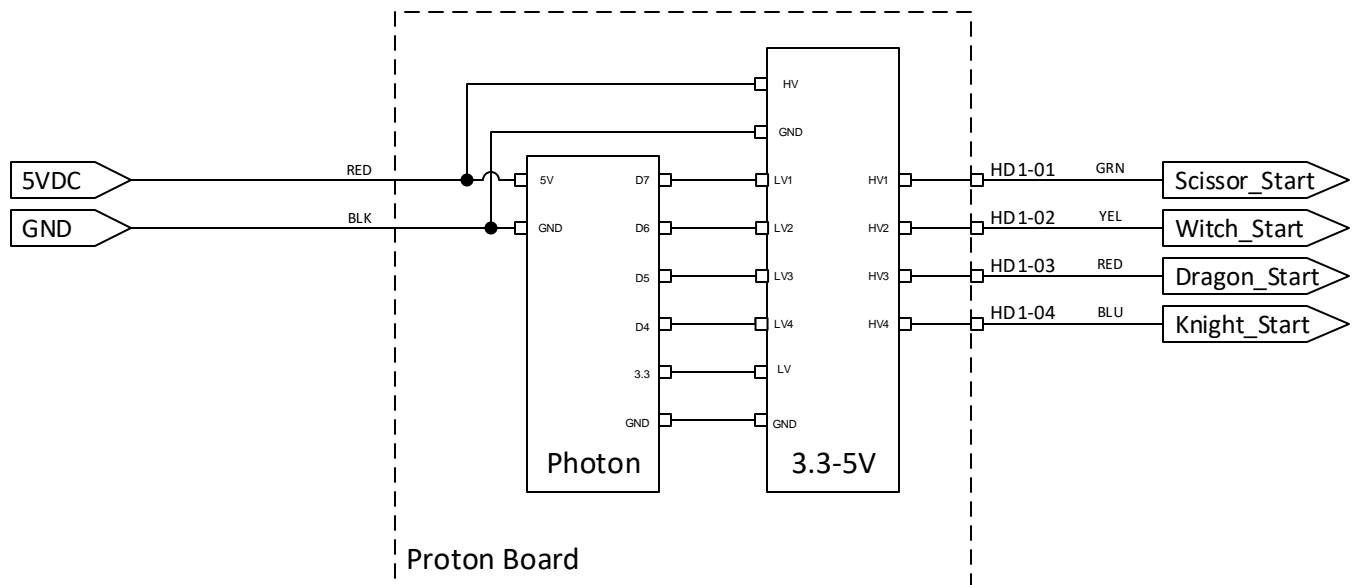 HV
GND
5VDC
RED
5V
D7
LV1
HV1
HD1-01
GRN
Scissor_Start
GND
BLK
GND
D6
LV2
HV2
HD1-02
YEL
Witch_Start
D5
LV3
HV3
HD1-03
RED
Dragon_Start
D4
LV4
HV4
HD1-04
BLU
Knight_Start
3.3
LV
GND
GND
Photon
3.3-5V
Proton Board